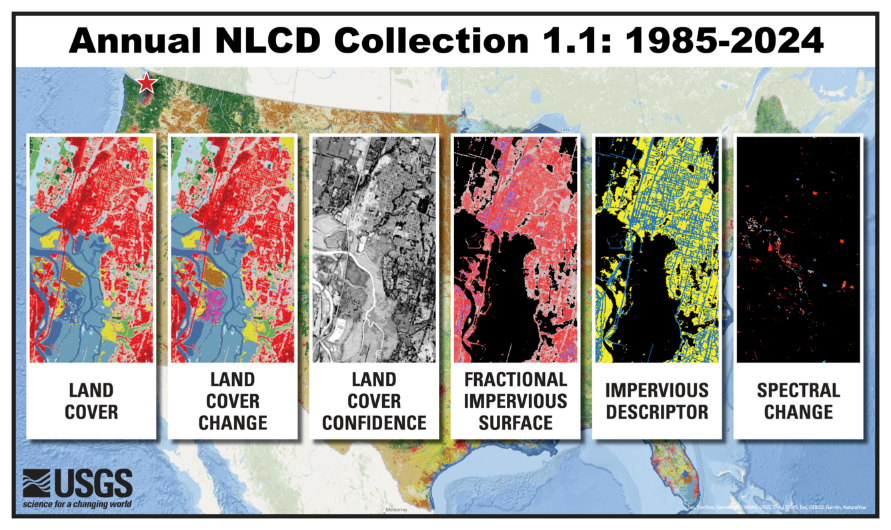 Annual NLCD Collection 1.1: 1985-2024
LAND
COVER
LAND
COVER
CHANGE
LAND
COVER
CONFIDENCE
FRACTIONAL
IMPERVIOUS
SURFACE
IMPERVIOUS
DESCRIPTOR
SPECTRAL
CHANGE
USGS
science for a changing world
Monterrey